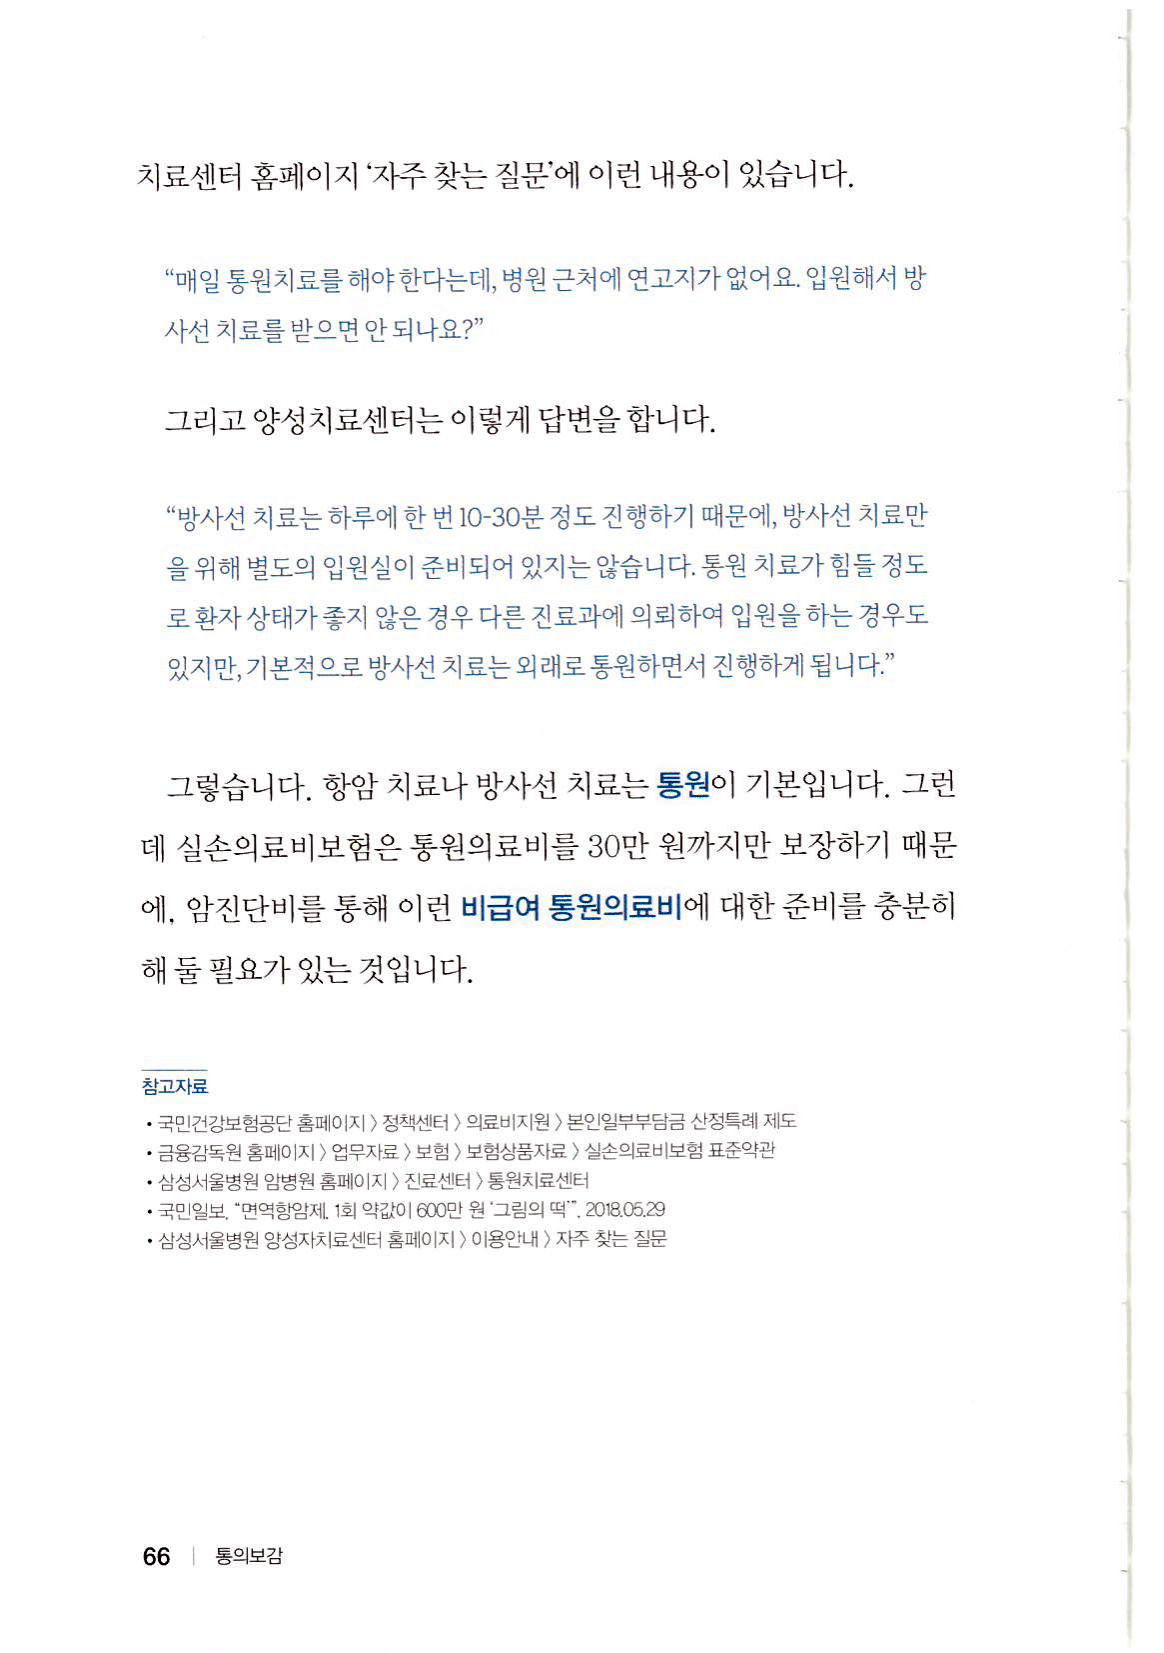 치료센터 홈페이지 ‘자주 찾는 질문’에 이런 내용이 있습니다.
“매일 통원치료를 해야 한다는데, 병원 근처에 연고지가 없어요. 입원해서 방
사선 치료를 받으면 안 되나요?”
그리고 양성치료센터는 이렇게 답변을 합니다.
“방사선 치료는 하루에 한 번 10-30분 정도 진행하기 때문에, 방사선 치료만
을 위해 별도의 입원실이 준비되어 있지는 않습니다. 통원 치료가 힘들 정도
로 환자 상태가 좋지 않은 경우 다른 진료과에 의뢰하여 입원을 하는 경우도
있지만, 기본적으로 방사선 치료는 외래로 통원하면서 진행하게 됩니다.”
그렇습니다. 항암 치료나 방사선 치료는 통원이 기본입니다. 그런
데 실손의료비보험은 통원의료비를 30만 원까지만 보장하기 때문
에, 암진단비를 통해 이런 비급여 통원의료비에 대한 준비를 충분히
해 둘 필요가 있는 것입니다.
참고자료
• 국민건강보험공단 홈페이지 > 정책센터 > 의료비지원 > 본인일부부담금 산정특례 제도
• 금융감독원 홈페이지 > 업무자료 > 보험 > 보험상품자료 > 실손의료비보험 표준약관
• 삼성서울병원 암병원 홈페이지 > 진료센터 > 통원치료센터
• 국민일보, “면역항암제, 1회 약값이 600만 원 ‘그림의 떡’”, 2018.05.29
• 삼성서울병원 양성자치료센터 홈페이지 > 이용안내 > 자주 찾는 질문
66 | 통의보감